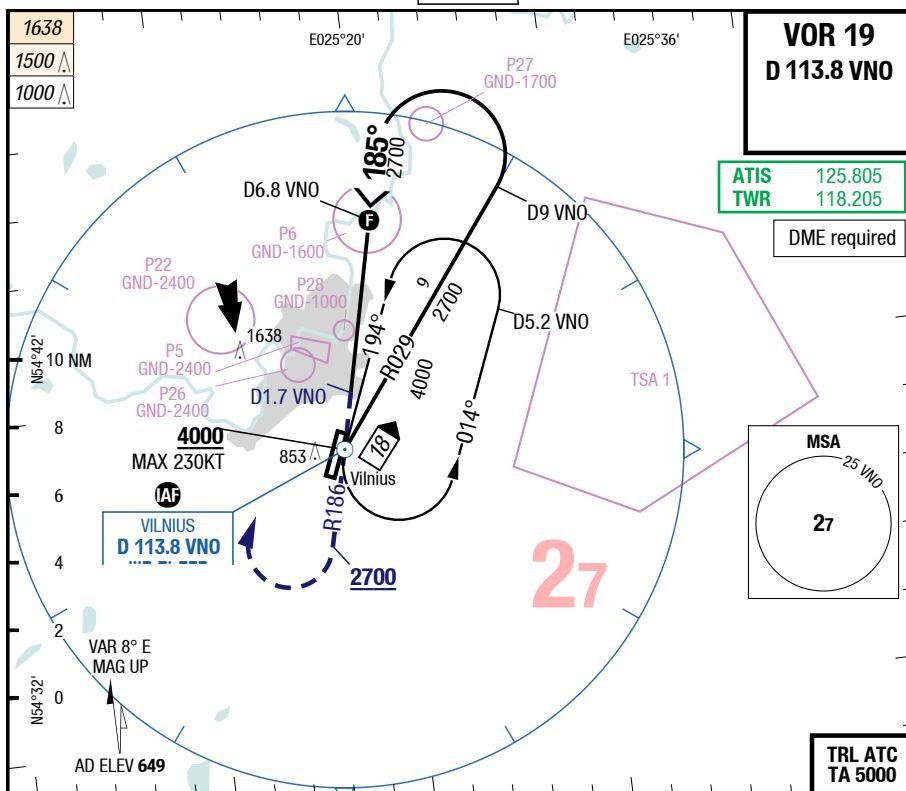 1638
1500
1000
E025°20'
E025°36'
VOR 19
D 113.8 VNO
P27
GND-1700
ATIS 125.805
TWR 118.205
DME required
185°
2700
D6.8 VNO
F
D9 VNO
P6
GND-1600
P22
GND-2400
P28
GND-1000
9
2700
D5.2 VNO
N54°42'
10 NM
1638
194°
R029
4000
P5
GND-2400
TSA 1
P26
GND-2400
D1.7 VNO
014°
8
4000
MAX 230KT
853
18
Vilnius
MSA
25 VNO
27
6
IAF
R186
VILNIUS
D 113.8 VNO
27
4
2700
2
VAR 8° E
MAG UP
N54°32'
0
AD ELEV 649
TRL ATC
TA 5000